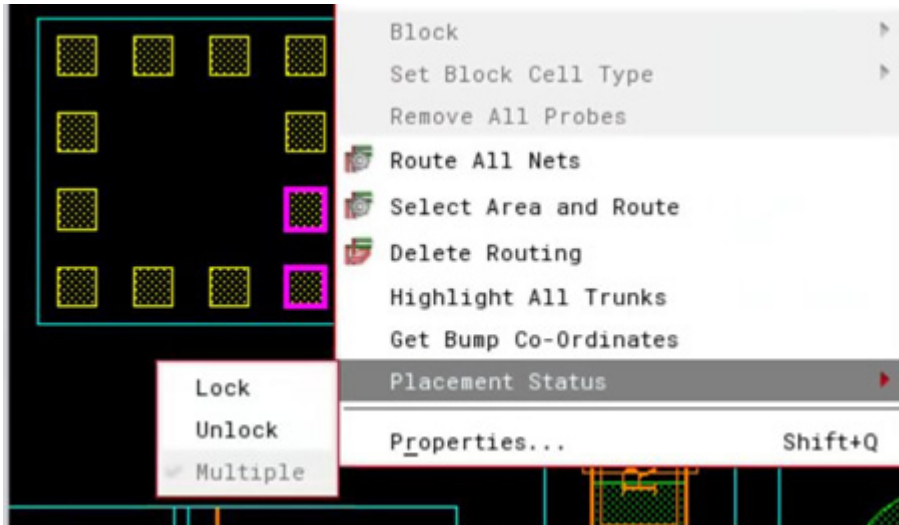 Block
Set Block Cell Type
Remove All Probes
Route All Nets
Select Area and Route
Delete Routing
Highlight All Trunks
Get Bump Co-Ordinates
Placement Status
Lock
Unlock
Multiple
Properties... Shift+Q